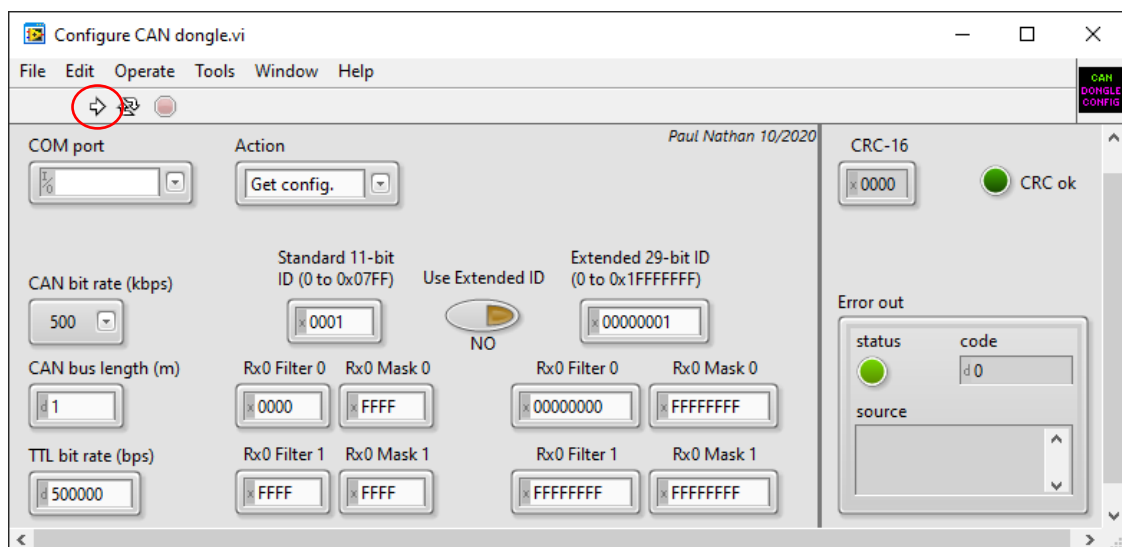 Configure CAN dongle.vi
File Edit Operate Tools Window Help
CAN
DONGLE
CONFIG
Paul Nathan 10/2020
COM port Action CRC-16
I/O Get config. x 0000 CRC ok
Standard 11-bit Extended 29-bit ID
CAN bit rate (kbps) ID (0 to 0x07FF) Use Extended ID (0 to 0x1FFFFFFF)
Error out
500 x 0001 NO x 00000001
status code
CAN bus length (m) Rx0 Filter 0 Rx0 Mask 0 Rx0 Filter 0 Rx0 Mask 0
d 0
d 1 x 0000 x FFFF x 00000000 x FFFFFFFF
source
TTL bit rate (bps) Rx0 Filter 1 Rx0 Mask 1 Rx0 Filter 1 Rx0 Mask 1
d 500000 x FFFF x FFFF x FFFFFFFF x FFFFFFFF